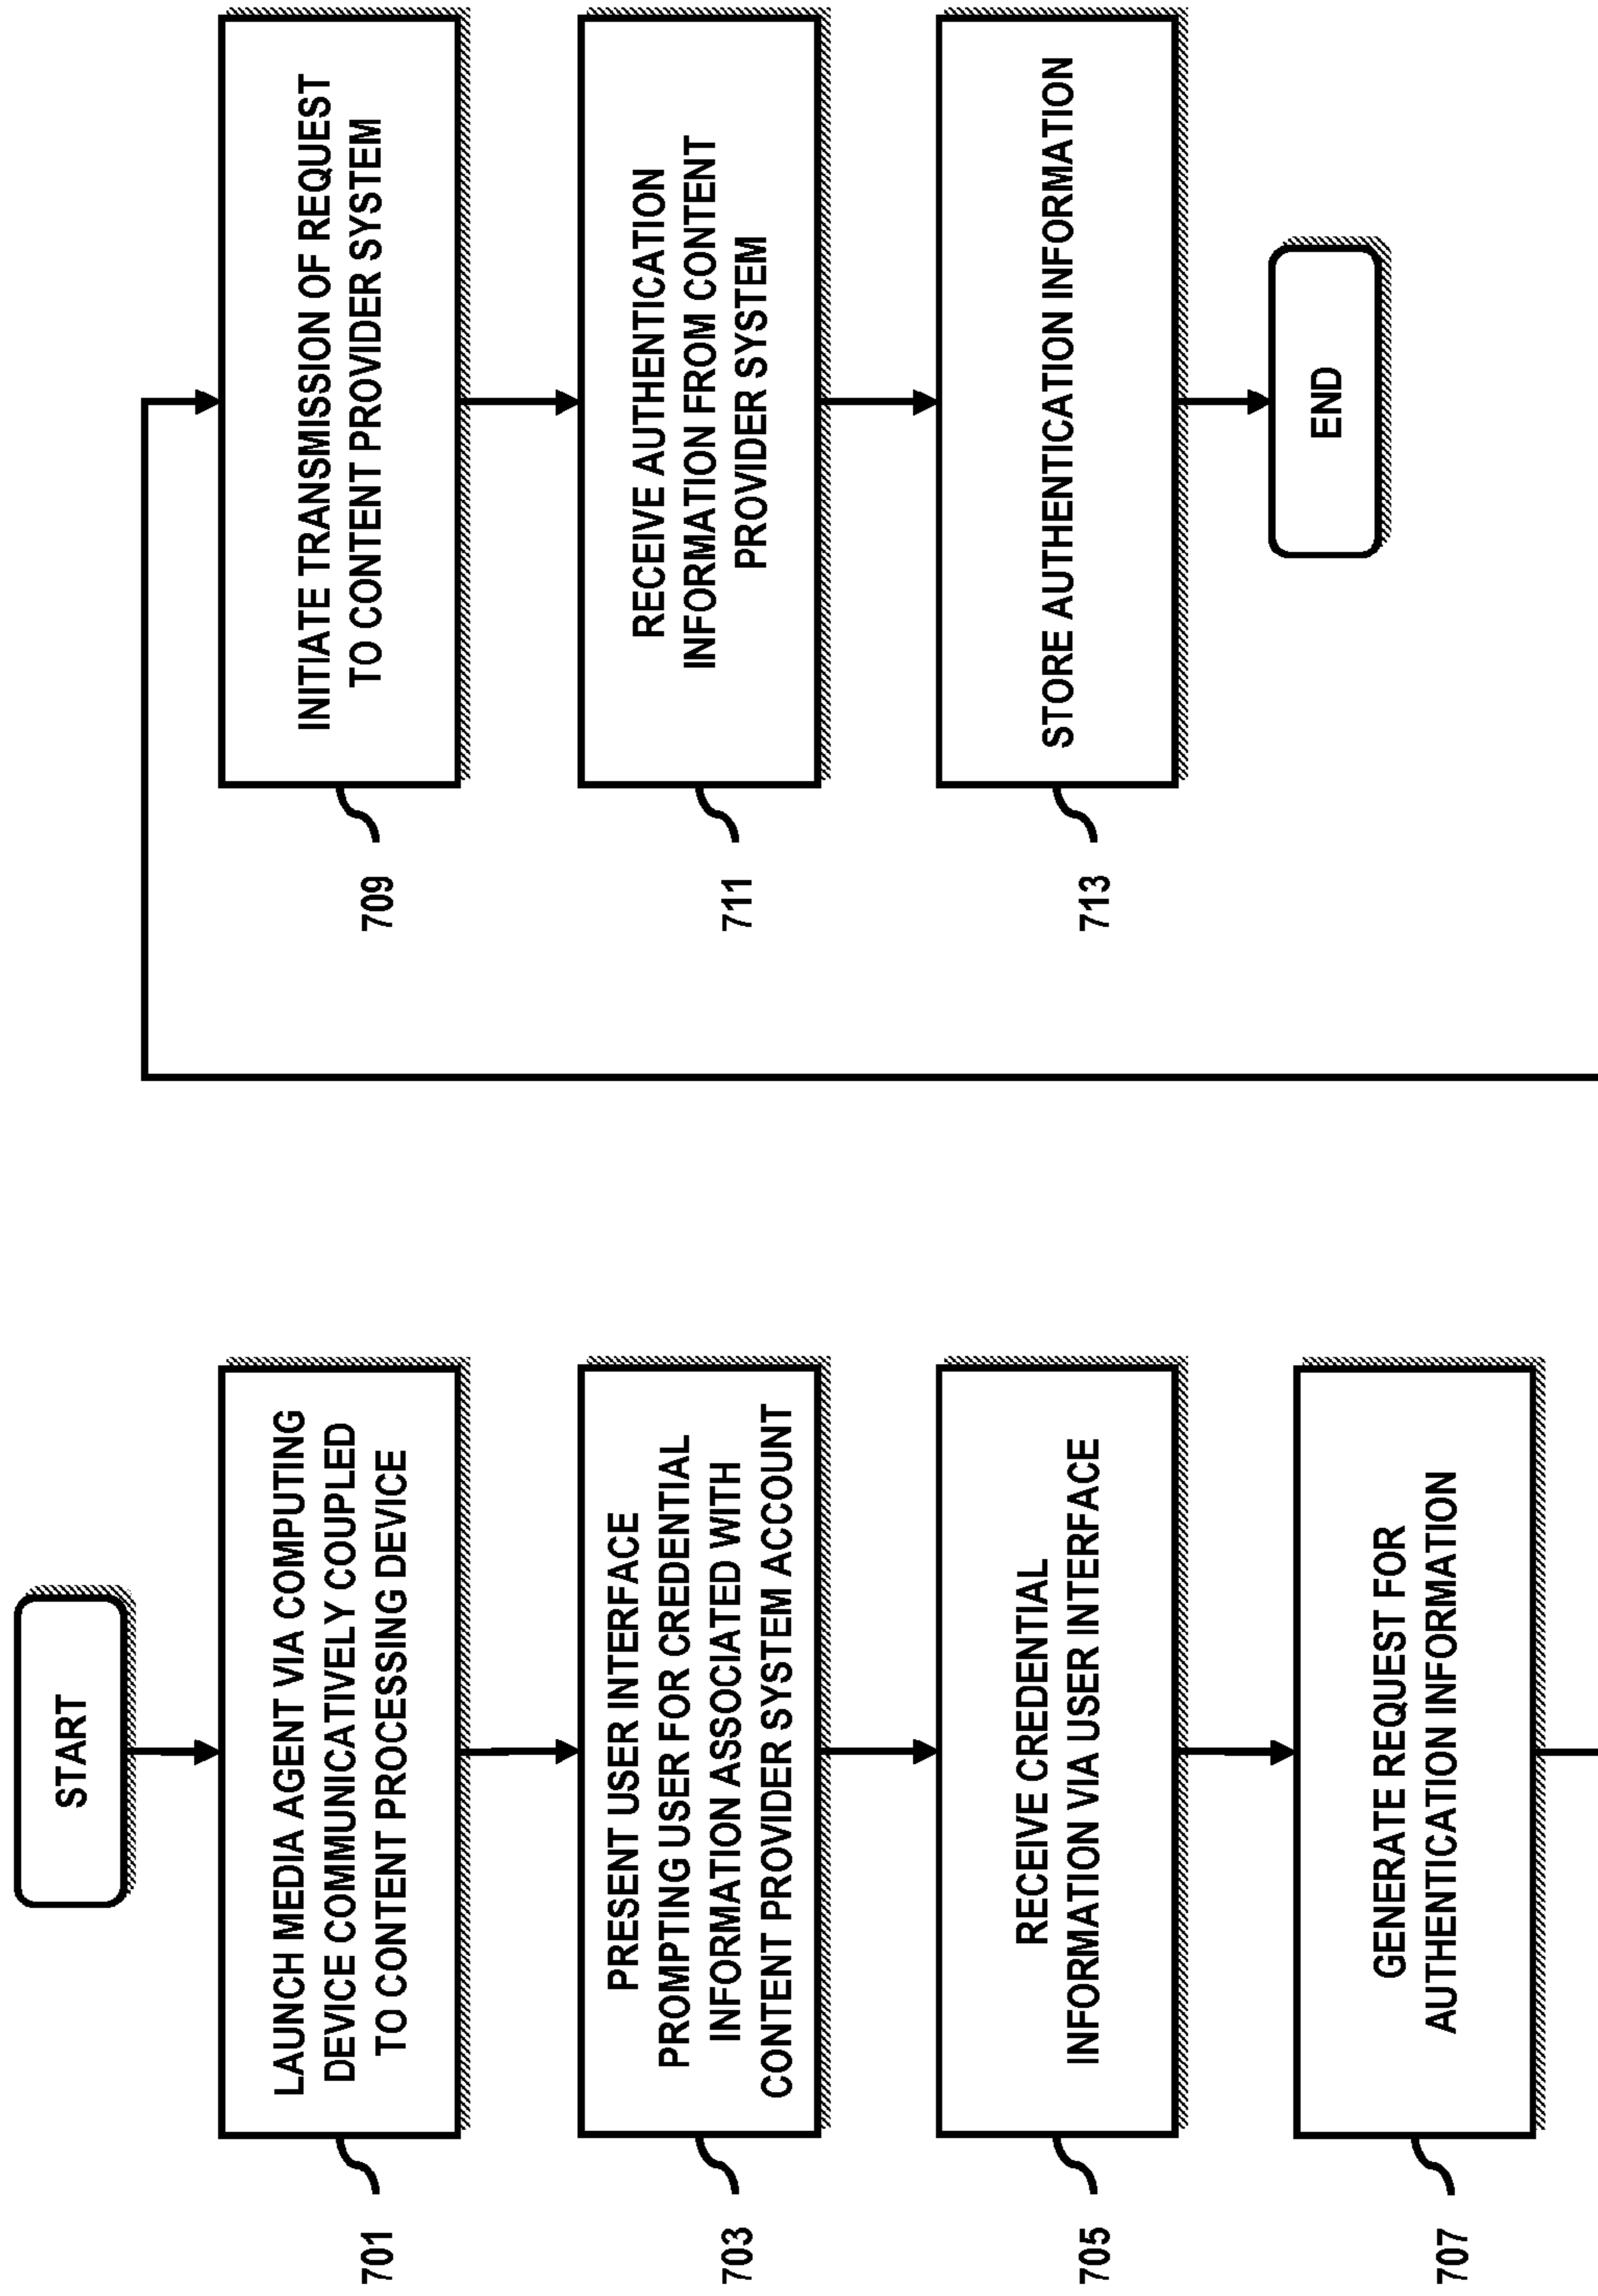 START
LAUNCH MEDIA AGENT VIA COMPUTING
DEVICE COMMUNICATIVELY COUPLED
TO CONTENT PROCESSING DEVICE
701
PRESENT USER INTERFACE
PROMPTING USER FOR CREDENTIAL
INFORMATION ASSOCIATED WITH
CONTENT PROVIDER SYSTEM ACCOUNT
703
RECEIVE CREDENTIAL
INFORMATION VIA USER INTERFACE
705
GENERATE REQUEST FOR
AUTHENTICATION INFORMATION
707
INITIATE TRANSMISSION OF REQUEST
TO CONTENT PROVIDER SYSTEM
709
RECEIVE AUTHENTICATION
INFORMATION FROM CONTENT
PROVIDER SYSTEM
711
STORE AUTHENTICATION INFORMATION
713
END